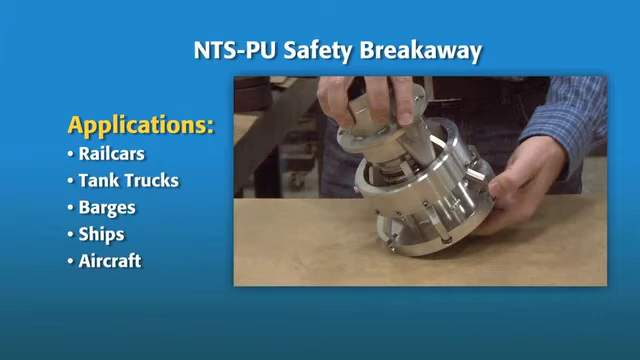 NTS-PU Safety Breakaway
Applications:
• Railcars
• Tank Trucks
• Barges
• Ships
• Aircraft